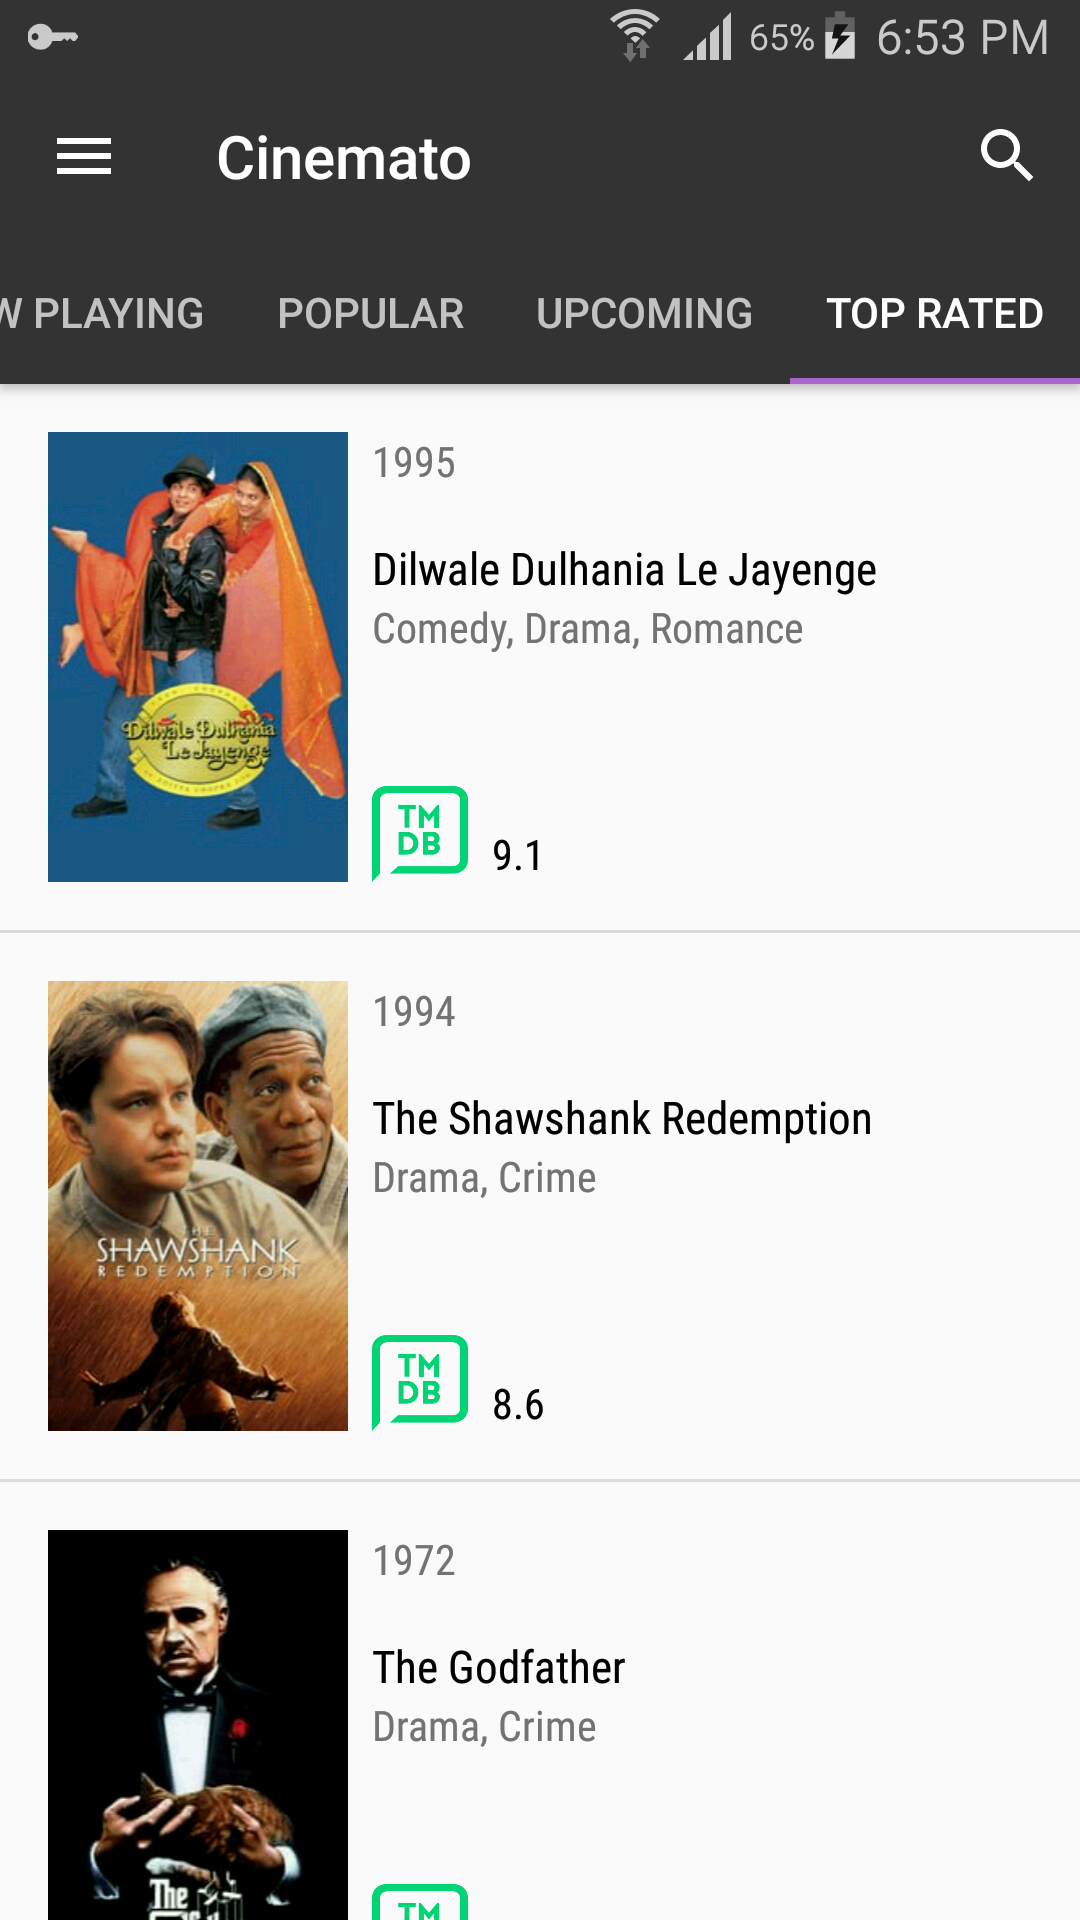 65% 6:53 PM
Cinemato
W PLAYING POPULAR UPCOMING TOP RATED
1995
Dilwale Dulhania Le Jayenge
Comedy, Drama, Romance
Dilwale Dulhania
Le Jayenge
TM
DB
9.1
1994
The Shawshank Redemption
Drama, Crime
THE
SHAWSHANK
REDEMPTION
TM
DB
8.6
1972
The Godfather
Drama, Crime
The
TM